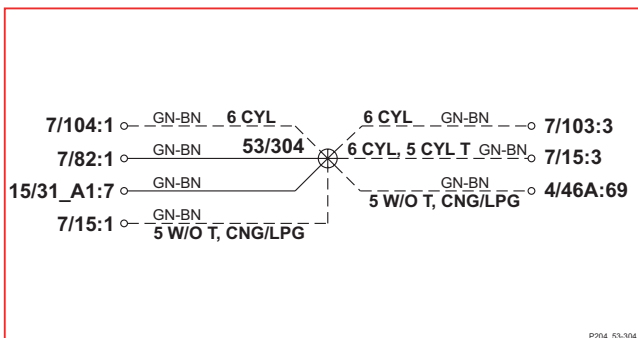 7/104:1 GN-BN 6 CYL 6 CYL GN-BN 7/103:3
7/82:1 GN-BN 53/304 6 CYL, 5 CYL T GN-BN 7/15:3
15/31_A1:7 GN-BN GN-BN 4/46A:69
7/15:1 GN-BN 5 W/O T, CNG/LPG
5 W/O T, CNG/LPG
P204_53-304